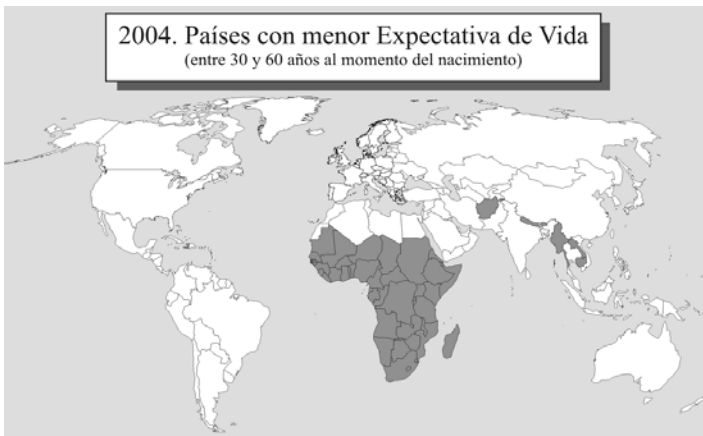 2004. Países con menor Expectativa de Vida
(entre 30 y 60 años al momento del nacimiento)